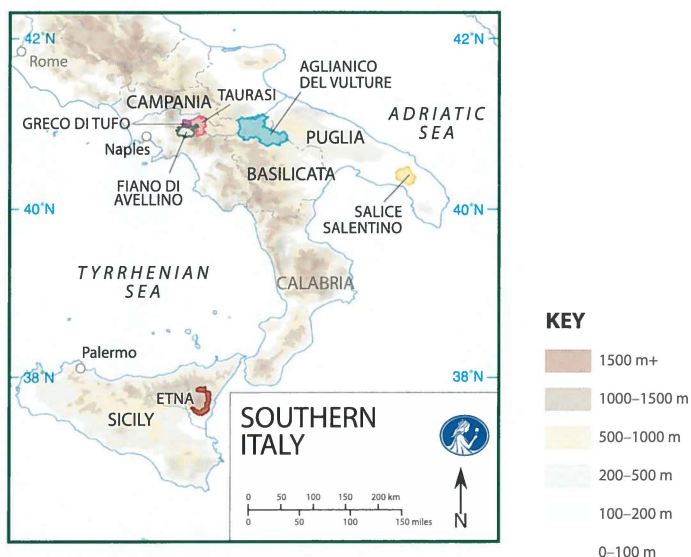 42°N
42°N
Rome
AGLIANICO
DEL VULTURE
CAMPANIA
TAURASI
ADRIATIC
SEA
GRECO DI TUFO
PUGLIA
Naples
BASILICATA
FIANO DI
AVELLINO
40°N
SALICE
SALENTINO
40°N
TYRRHENIAN
SEA
CALABRIA
Palermo
38°N
38°N
ETNA
SICILY
SOUTHERN
ITALY
0 50 100 150 200 km
0 50 100 150 miles
N
KEY
1500 m+
1000–1500 m
500–1000 m
200–500 m
100–200 m
0–100 m